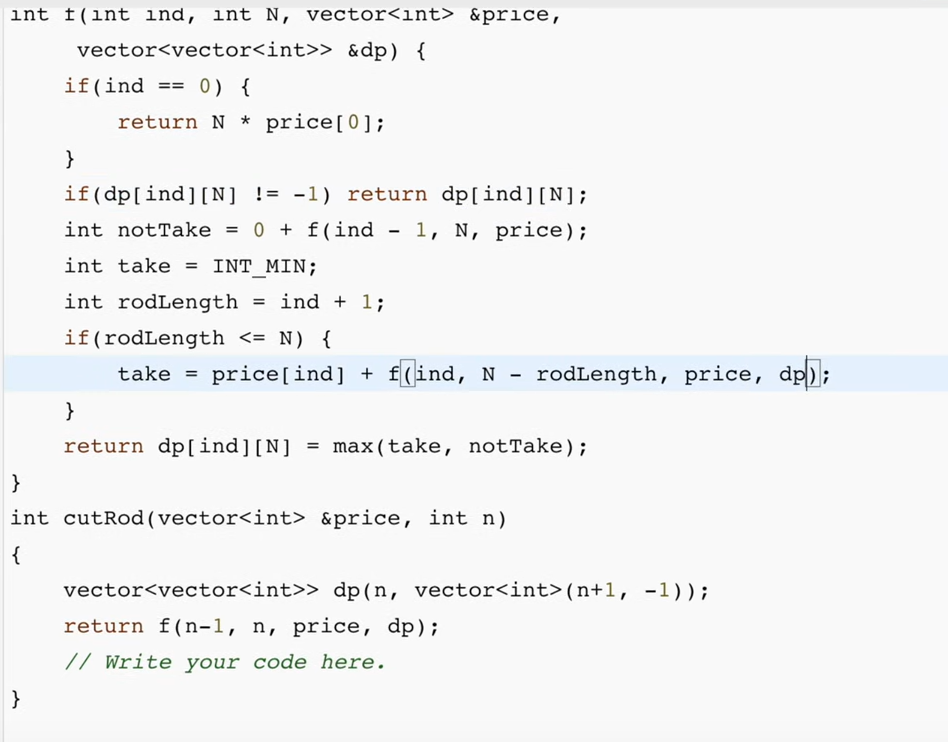 int f(int ind, int N, vector<int> &price,
vector<vector<int>> &dp) {
if(ind == 0) {
return N * price[0];
}
if(dp[ind][N] != -1) return dp[ind][N];
int notTake = 0 + f(ind - 1, N, price);
int take = INT_MIN;
int rodLength = ind + 1;
if(rodLength <= N) {
take = price[ind] + f(ind, N - rodLength, price, dp);
}
return dp[ind][N] = max(take, notTake);
}
int cutRod(vector<int> &price, int n)
{
vector<vector<int>> dp(n, vector<int>(n+1, -1));
return f(n-1, n, price, dp);
// Write your code here.
}